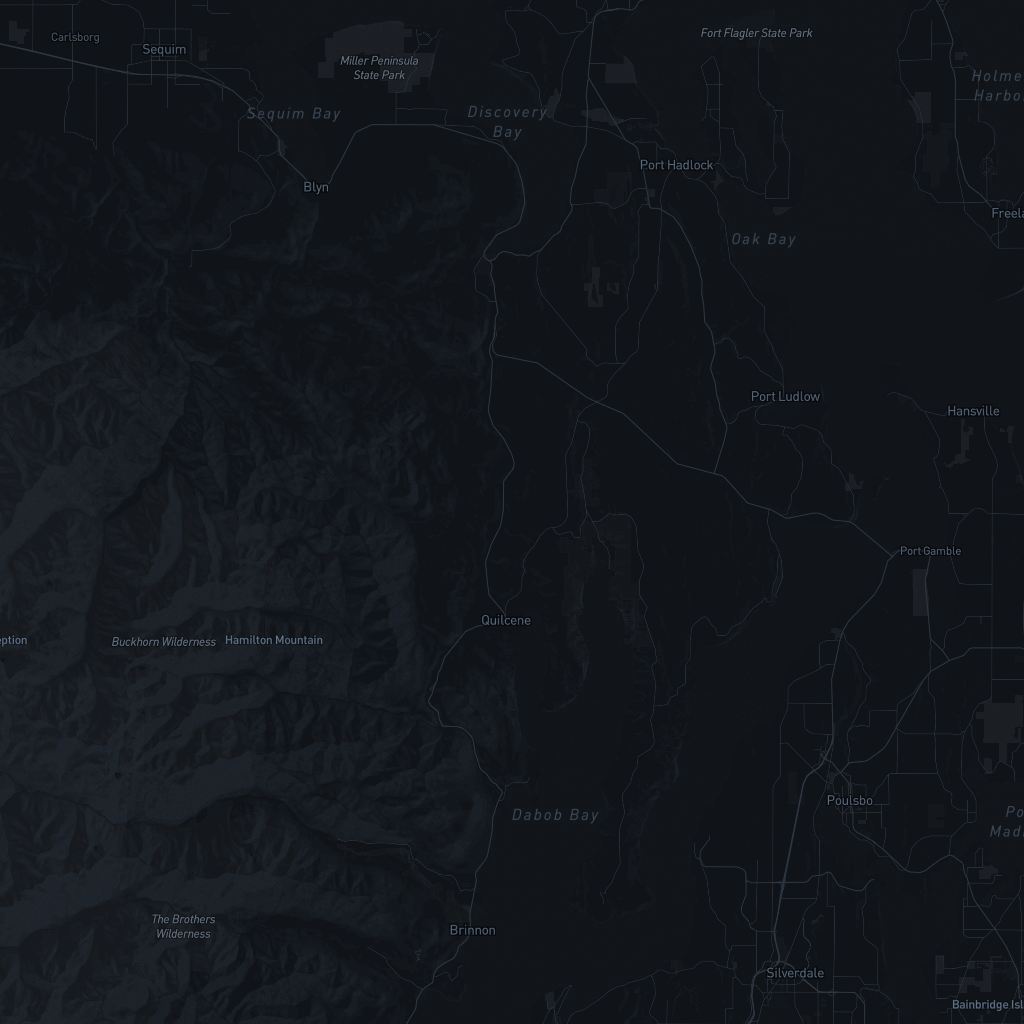 Carlsborg
Sequim
Miller Peninsula
State Park
Fort Flagler State Park
Holme
Harbo
Sequim Bay
Discovery
Bay
Port Hadlock
Blyn
Freela
Oak Bay
Port Ludlow
Hansville
Port Gamble
Quilcene
eption
Buckhorn Wilderness
Hamilton Mountain
Poulsbo
Dabob Bay
Po
Madi
The Brothers
Wilderness
Brinnon
Silverdale
Bainbridge Isl